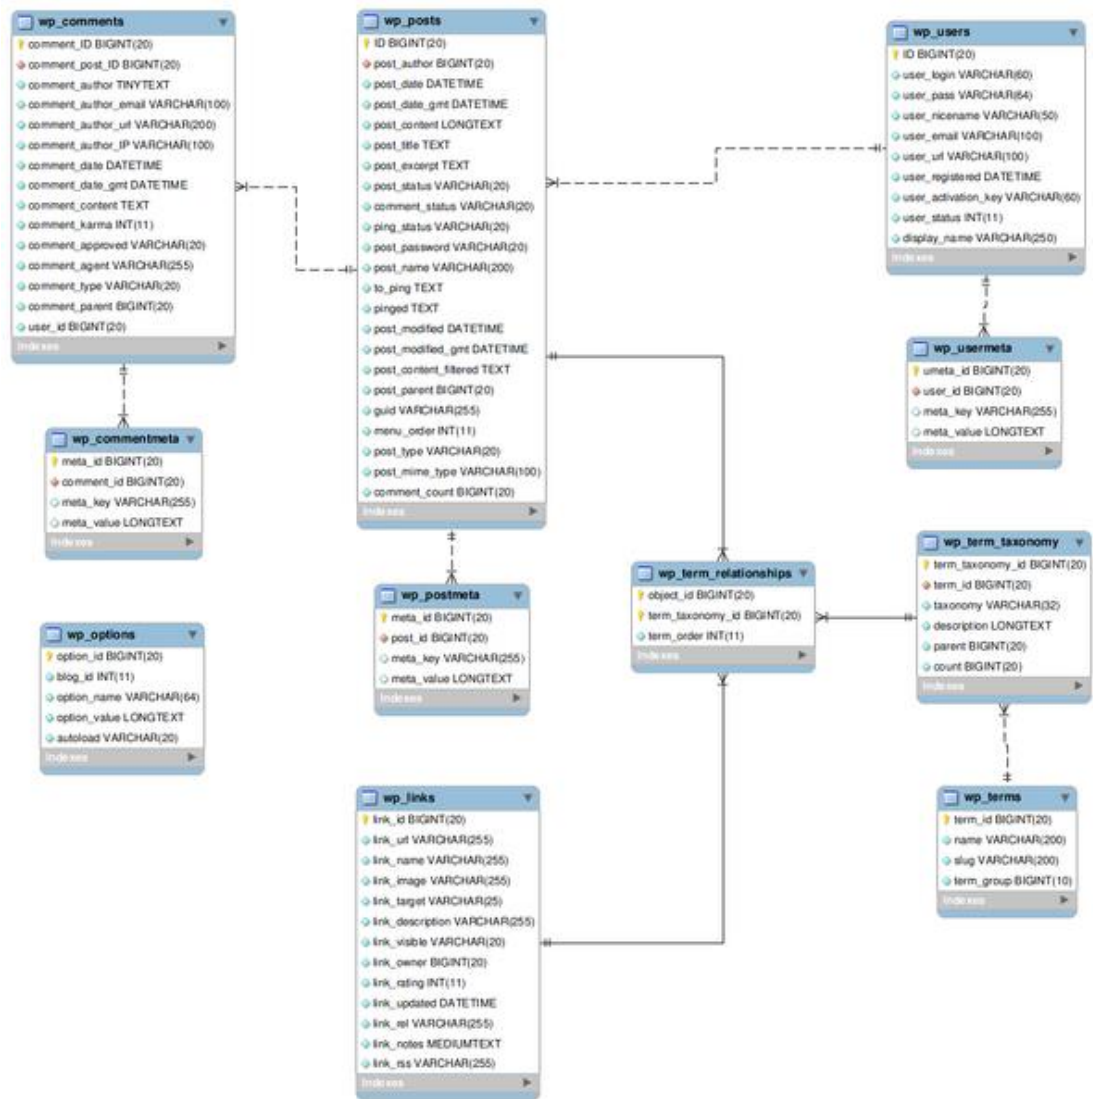 wp_comments
comment_ID BIGINT(20)
comment_post_ID BIGINT(20)
comment_author TINYTEXT
comment_author_email VARCHAR(100)
comment_author_url VARCHAR(200)
comment_author_IP VARCHAR(100)
comment_date DATETIME
comment_date_gmt DATETIME
comment_content TEXT
comment_karma INT(11)
comment_approved VARCHAR(20)
comment_agent VARCHAR(255)
comment_type VARCHAR(20)
comment_parent BIGINT(20)
user_id BIGINT(20)
Indexes
wp_posts
ID BIGINT(20)
post_author BIGINT(20)
post_date DATETIME
post_date_gmt DATETIME
post_content LONGTEXT
post_title TEXT
post_excerpt TEXT
post_status VARCHAR(20)
comment_status VARCHAR(20)
ping_status VARCHAR(20)
post_password VARCHAR(20)
post_name VARCHAR(200)
to_ping TEXT
pinged TEXT
post_modified DATETIME
post_modified_gmt DATETIME
post_content_filtered TEXT
post_parent BIGINT(20)
guid VARCHAR(255)
menu_order INT(11)
post_type VARCHAR(20)
post_mime_type VARCHAR(100)
comment_count BIGINT(20)
Indexes
wp_users
ID BIGINT(20)
user_login VARCHAR(60)
user_pass VARCHAR(64)
user_nicename VARCHAR(50)
user_email VARCHAR(100)
user_url VARCHAR(100)
user_registered DATETIME
user_activation_key VARCHAR(60)
user_status INT(11)
display_name VARCHAR(250)
Indexes
wp_usermeta
umeta_id BIGINT(20)
user_id BIGINT(20)
meta_key VARCHAR(255)
meta_value LONGTEXT
Indexes
wp_commentmeta
meta_id BIGINT(20)
comment_id BIGINT(20)
meta_key VARCHAR(255)
meta_value LONGTEXT
Indexes
wp_postmeta
meta_id BIGINT(20)
post_id BIGINT(20)
meta_key VARCHAR(255)
meta_value LONGTEXT
Indexes
wp_term_relationships
object_id BIGINT(20)
term_taxonomy_id BIGINT(20)
term_order INT(11)
Indexes
wp_term_taxonomy
term_taxonomy_id BIGINT(20)
term_id BIGINT(20)
taxonomy VARCHAR(32)
description LONGTEXT
parent BIGINT(20)
count BIGINT(20)
Indexes
wp_options
option_id BIGINT(20)
blog_id INT(11)
option_name VARCHAR(64)
option_value LONGTEXT
autoload VARCHAR(20)
Indexes
wp_links
link_id BIGINT(20)
link_url VARCHAR(255)
link_name VARCHAR(255)
link_image VARCHAR(255)
link_target VARCHAR(25)
link_description VARCHAR(255)
link_visible VARCHAR(20)
link_owner BIGINT(20)
link_rating INT(11)
link_updated DATETIME
link_rel VARCHAR(255)
link_notes MEDIUMTEXT
link_rss VARCHAR(255)
Indexes
wp_terms
term_id BIGINT(20)
name VARCHAR(200)
slug VARCHAR(200)
term_group BIGINT(10)
Indexes